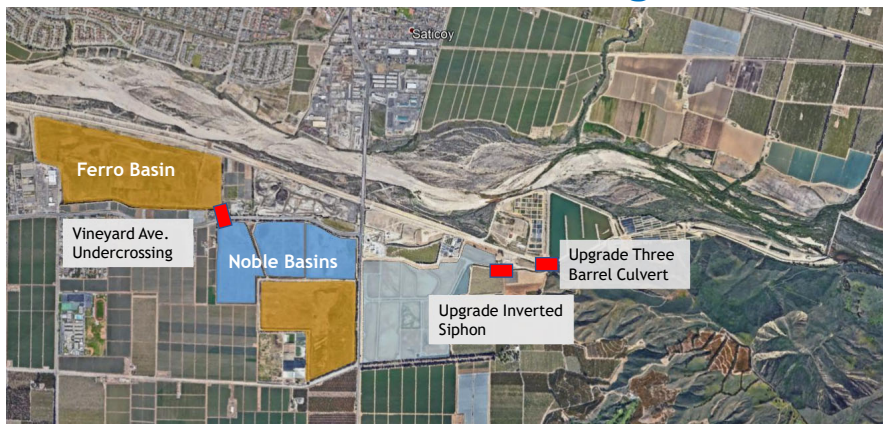 Saticoy
Ferro Basin
Vineyard Ave.
Undercrossing
Noble Basins
Upgrade Three
Barrel Culvert
Upgrade Inverted
Siphon